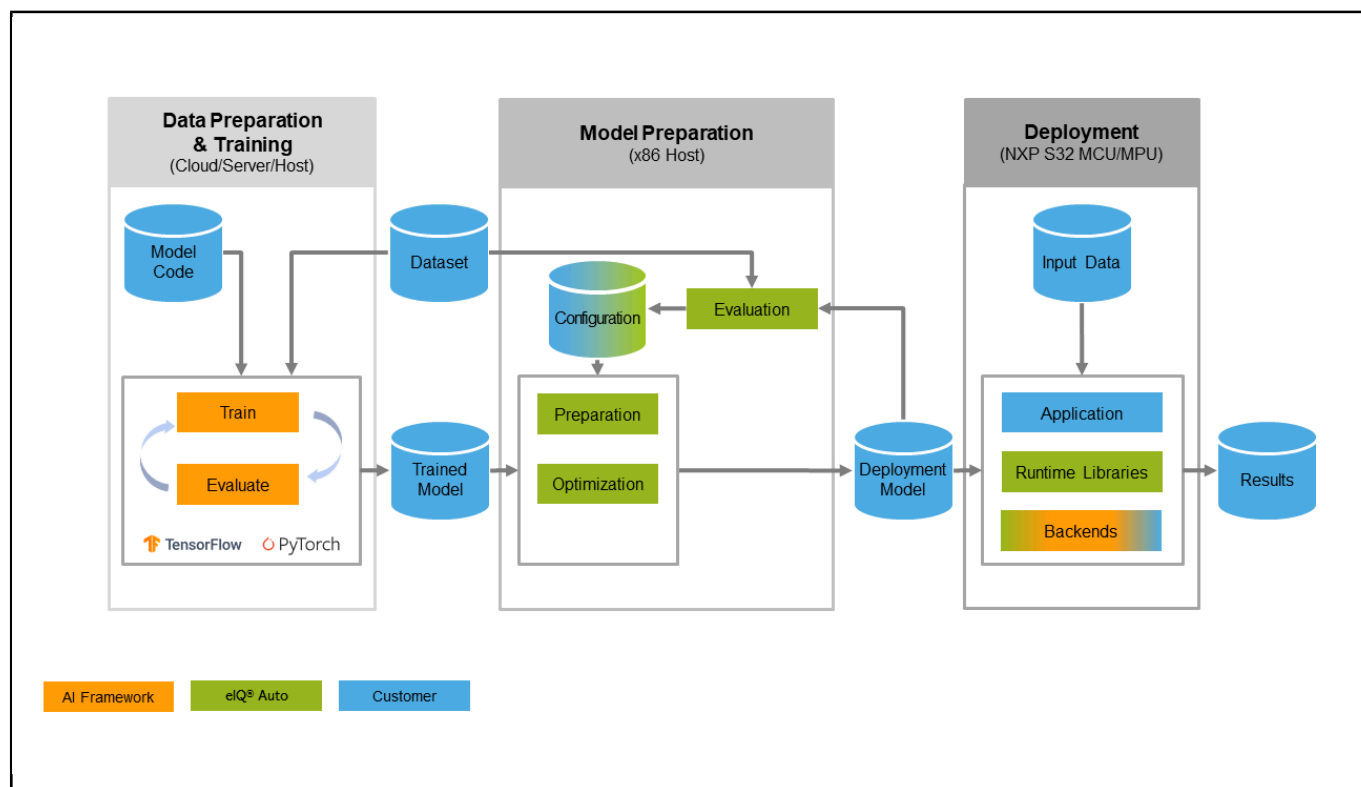 Data Preparation
& Training
(Cloud/Server/Host)
Model Preparation
(x86 Host)
Deployment
(NXP S32 MCU/MPU)
Model
Code
Dataset
Configuration
Evaluation
Input Data
Train
Evaluate
TensorFlow
PyTorch
Trained
Model
Preparation
Optimization
Deployment
Model
Application
Runtime Libraries
Backends
Results
AI Framework
eIQ® Auto
Customer